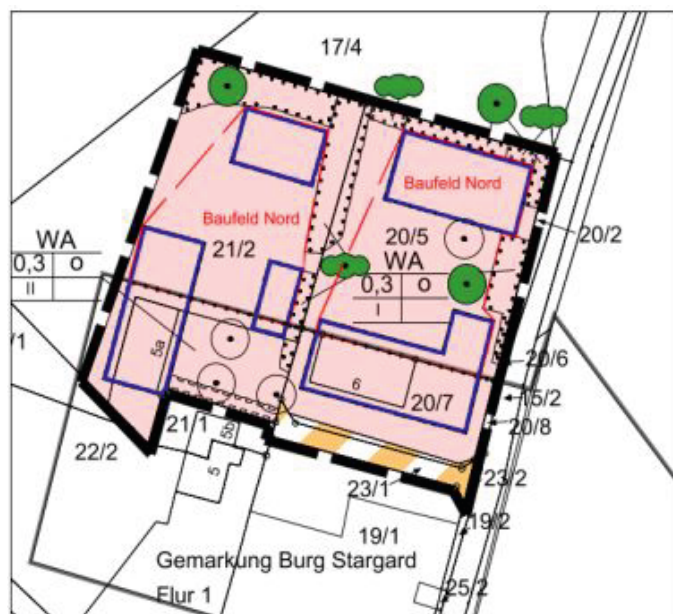 17/4
Baufeld Nord
Baufeld Nord
20/5
20/2
WA
0,3 o
II
21/2
WA
0,3 o
I
/1
5a
6
20/6
15/2
20/7
20/8
21/1
5b
22/2
5
23/1
23/2
19/1
19/2
Gemarkung Burg Stargard
Flur 1
25/2